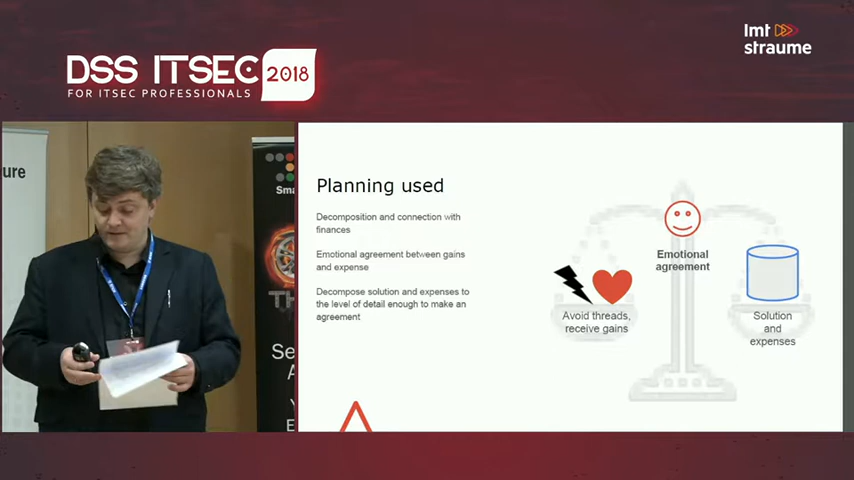 lmt
straume
DSS ITSEC 2018
FOR ITSEC PROFESSIONALS
ure
Sma
TH
Se
A
Y
E
Planning used
Decomposition and connection with
finances
Emotional agreement between gains
and expense
Decompose solution and expenses to
the level of detail enough to make an
agreement
Emotional
agreement
Avoid threads,
receive gains
Solution
and
expenses